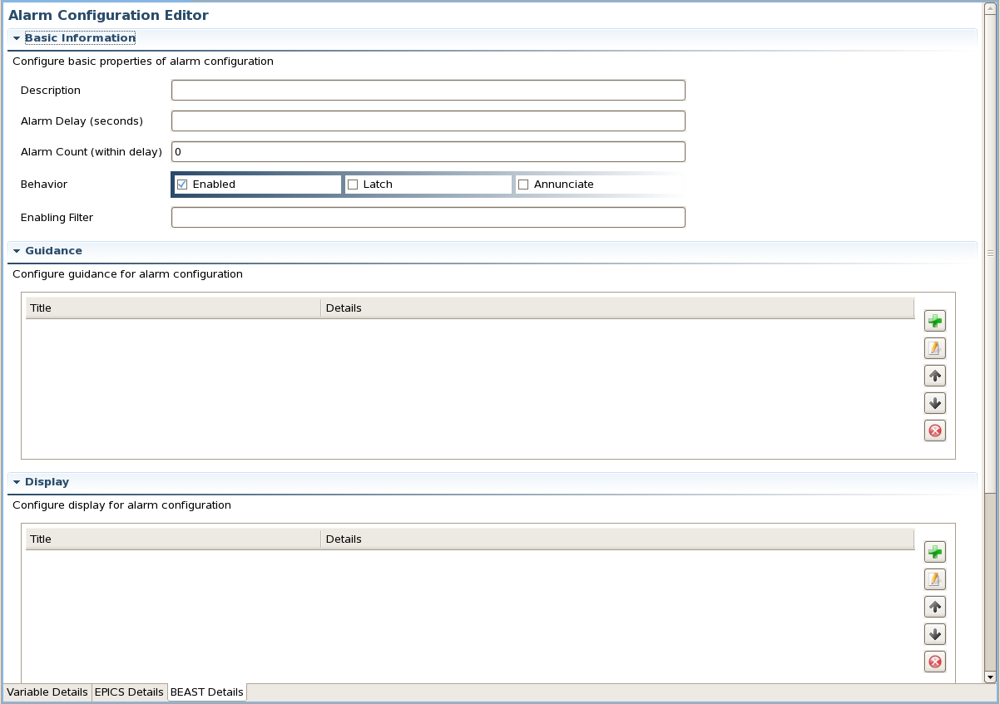 Alarm Configuration Editor
Basic Information
Configure basic properties of alarm configuration
Description
Alarm Delay (seconds)
Alarm Count (within delay) 0
Behavior Enabled Latch Annunciate
Enabling Filter
Guidance
Configure guidance for alarm configuration
Title Details
Display
Configure display for alarm configuration
Title Details
Variable Details EPICS Details BEAST Details